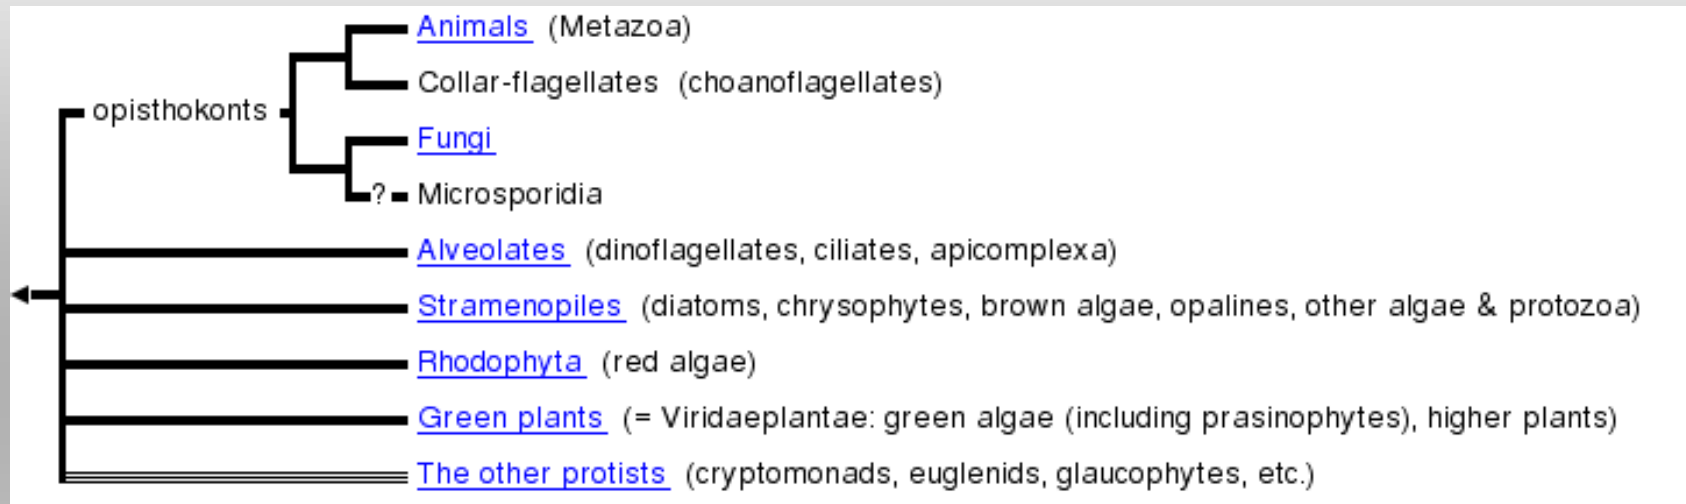 Animals (Metazoa)
Collar-flagellates (choanoflagellates)
opisthokonts
Fungi
? Microsporidia
Alveolates (dinoflagellates, ciliates, apicomplexa)
Stramenopiles (diatoms, chrysophytes, brown algae, opalines, other algae & protozoa)
Rhodophyta (red algae)
Green plants (= Viridaeplantae: green algae (including prasinophytes), higher plants)
The other protists (cryptomonads, euglenids, glaucophytes, etc.)